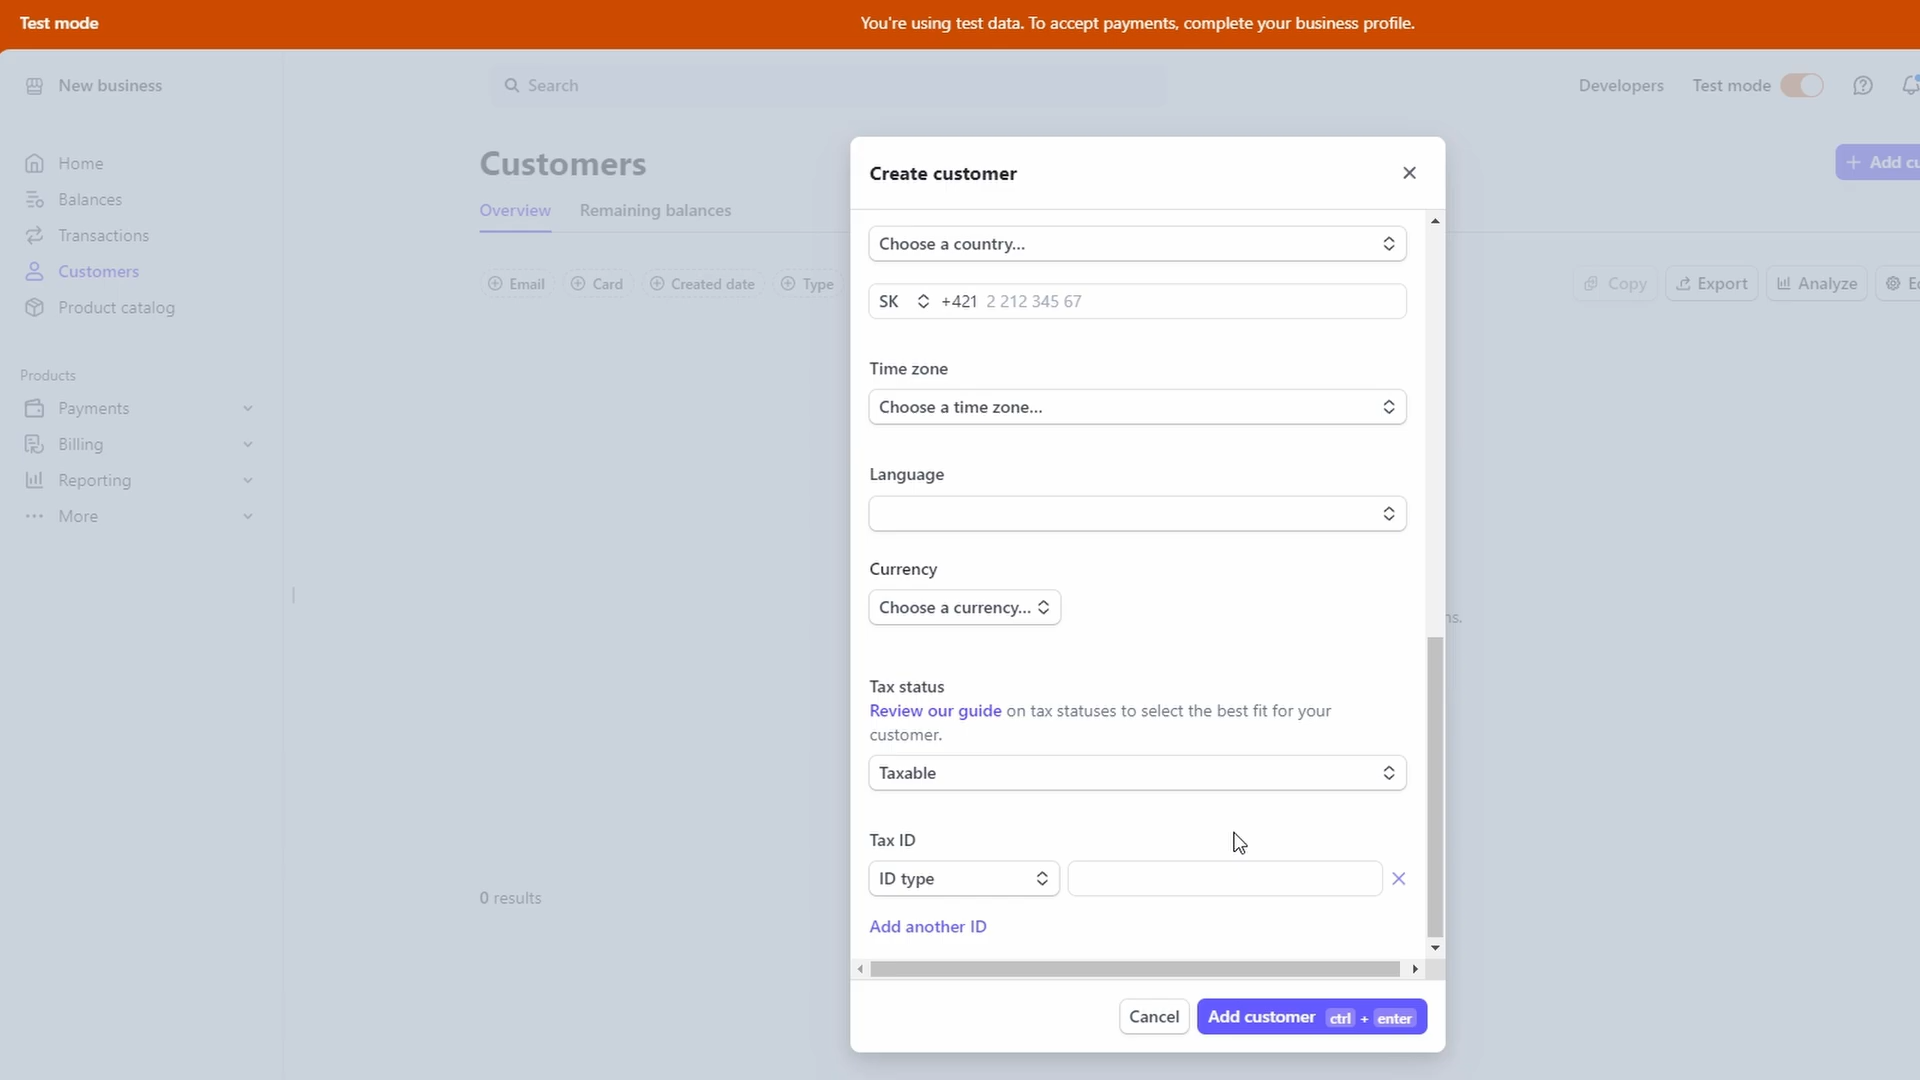 Test mode
You're using test data. To accept payments, complete your business profile.
New business
Search
Developers
Test mode
Home
Balances
Transactions
Customers
Product catalog
Products
Payments
Billing
Reporting
More
Customers
Overview
Remaining balances
Email
Card
Created date
Type
Copy
Export
Analyze
0 results
Create customer
Choose a country...
SK +421 2 212 345 67
Time zone
Choose a time zone...
Language
Currency
Choose a currency...
Tax status
Review our guide on tax statuses to select the best fit for your
customer.
Taxable
Tax ID
ID type
Add another ID
Cancel
Add customer ctrl + enter